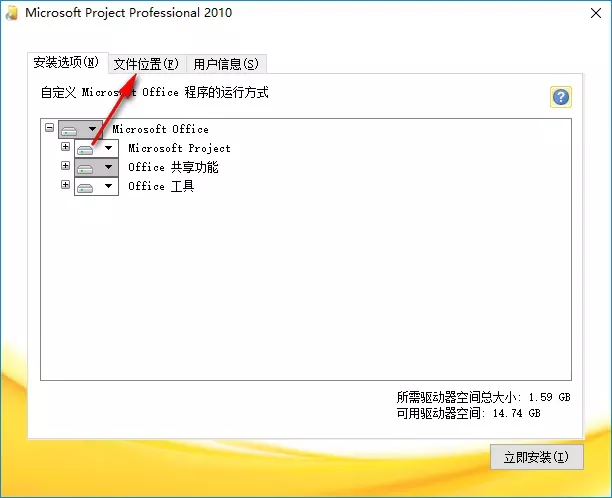 Microsoft Project Professional 2010
安装选项(N) 文件位置(F) 用户信息(S)
自定义 Microsoft Office 程序的运行方式
Microsoft Office
Microsoft Project
Office 共享功能
Office 工具
所需驱动器空间总大小: 1.59 GB
可用驱动器空间: 14.74 GB
立即安装(I)